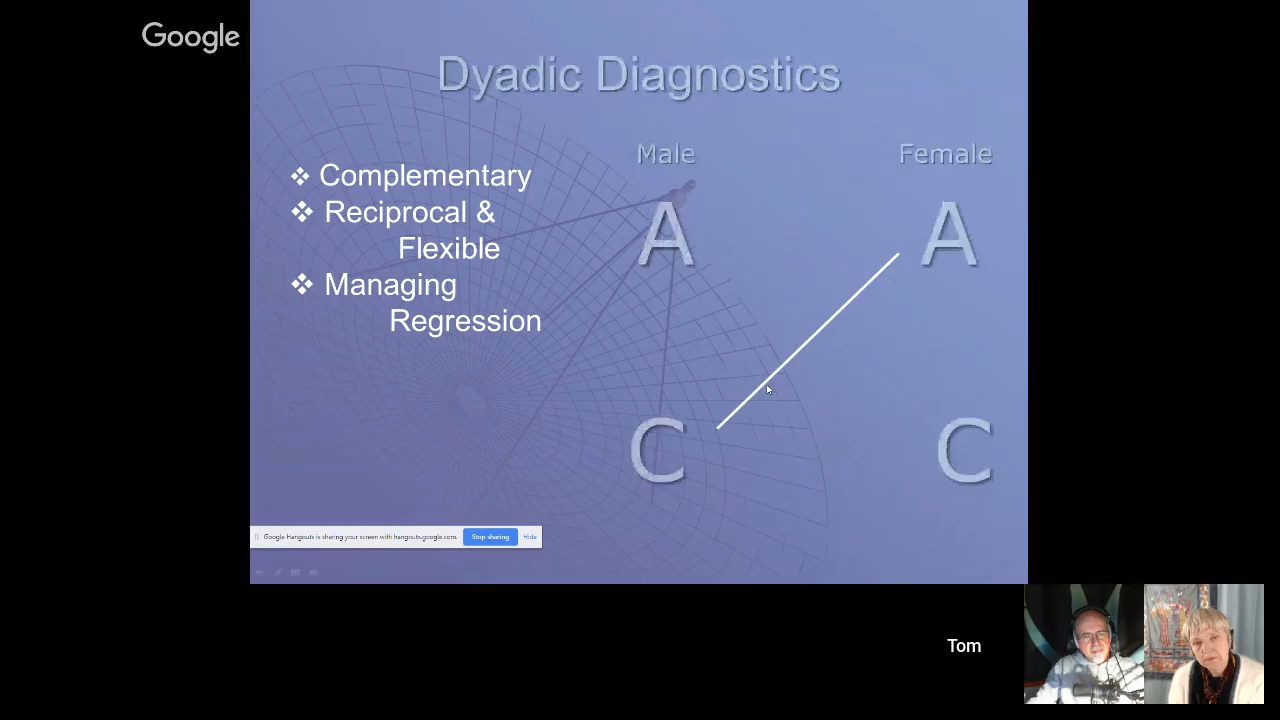 Google
Dyadic Diagnostics
Male
Female
❖ Complementary
❖ Reciprocal &
Flexible
❖ Managing
Regression
A
A
C
C
Google Hangouts is sharing your screen with hangouts.google.com.
Stop sharing
Hide
Tom